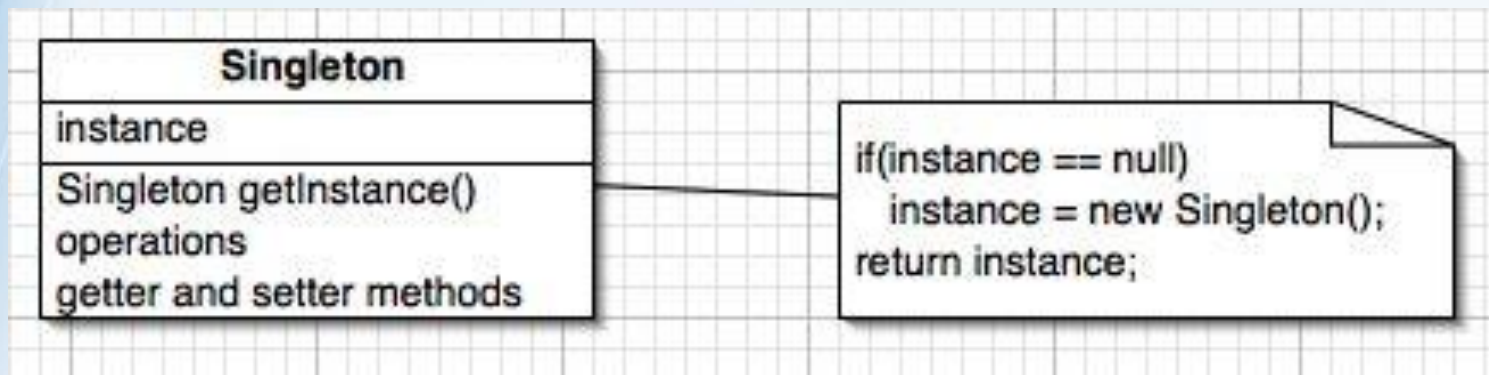 Singleton
instance
Singleton getInstance()
operations
getter and setter methods
if(instance == null)
instance = new Singleton();
return instance;